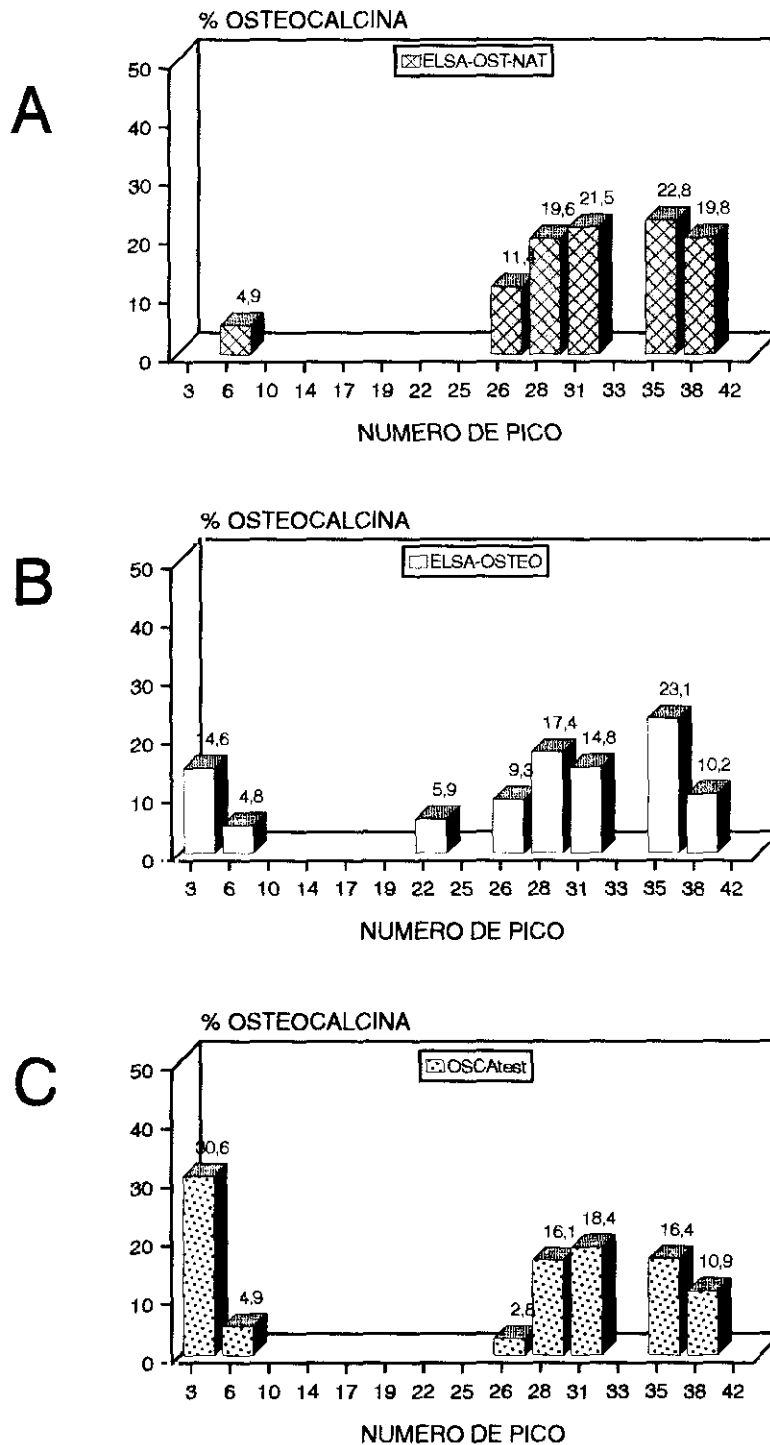 % OSTEOCALCINA
A
ELSA-OST-NAT
50
40
30
20
10
0
4,9
11,4
19,6
21,5
22,8
19,8
3 6 10 14 17 19 22 25 26 28 31 33 35 38 42
NUMERO DE PICO
% OSTEOCALCINA
B
ELSA-OSTEO
50
40
30
20
10
0
14,6
4,8
5,9
9,3
17,4
14,8
23,1
10,2
3 6 10 14 17 19 22 25 26 28 31 33 35 38 42
NUMERO DE PICO
% OSTEOCALCINA
C
OSCAtest
50
40
30
20
10
0
30,6
4,9
2,8
16,1
18,4
16,4
10,9
3 6 10 14 17 19 22 25 26 28 31 33 35 38 42
NUMERO DE PICO